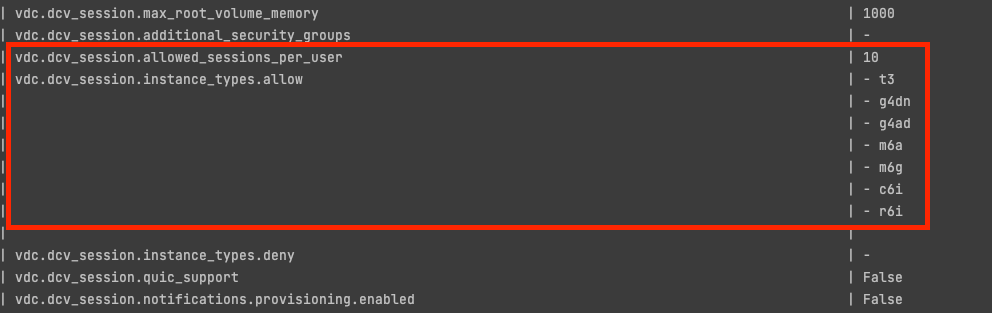 | vdc.dcv_session.max_root_volume_memory | 1000
| vdc.dcv_session.additional_security_groups | -
| vdc.dcv_session.allowed_sessions_per_user | 10
| vdc.dcv_session.instance_types.allow | - t3
| | - g4dn
| | - g4ad
| | - m6a
| | - m6g
| | - c6i
| | - r6i
| |
| vdc.dcv_session.instance_types.deny | -
| vdc.dcv_session.quic_support | False
| vdc.dcv_session.notifications.provisioning.enabled | False